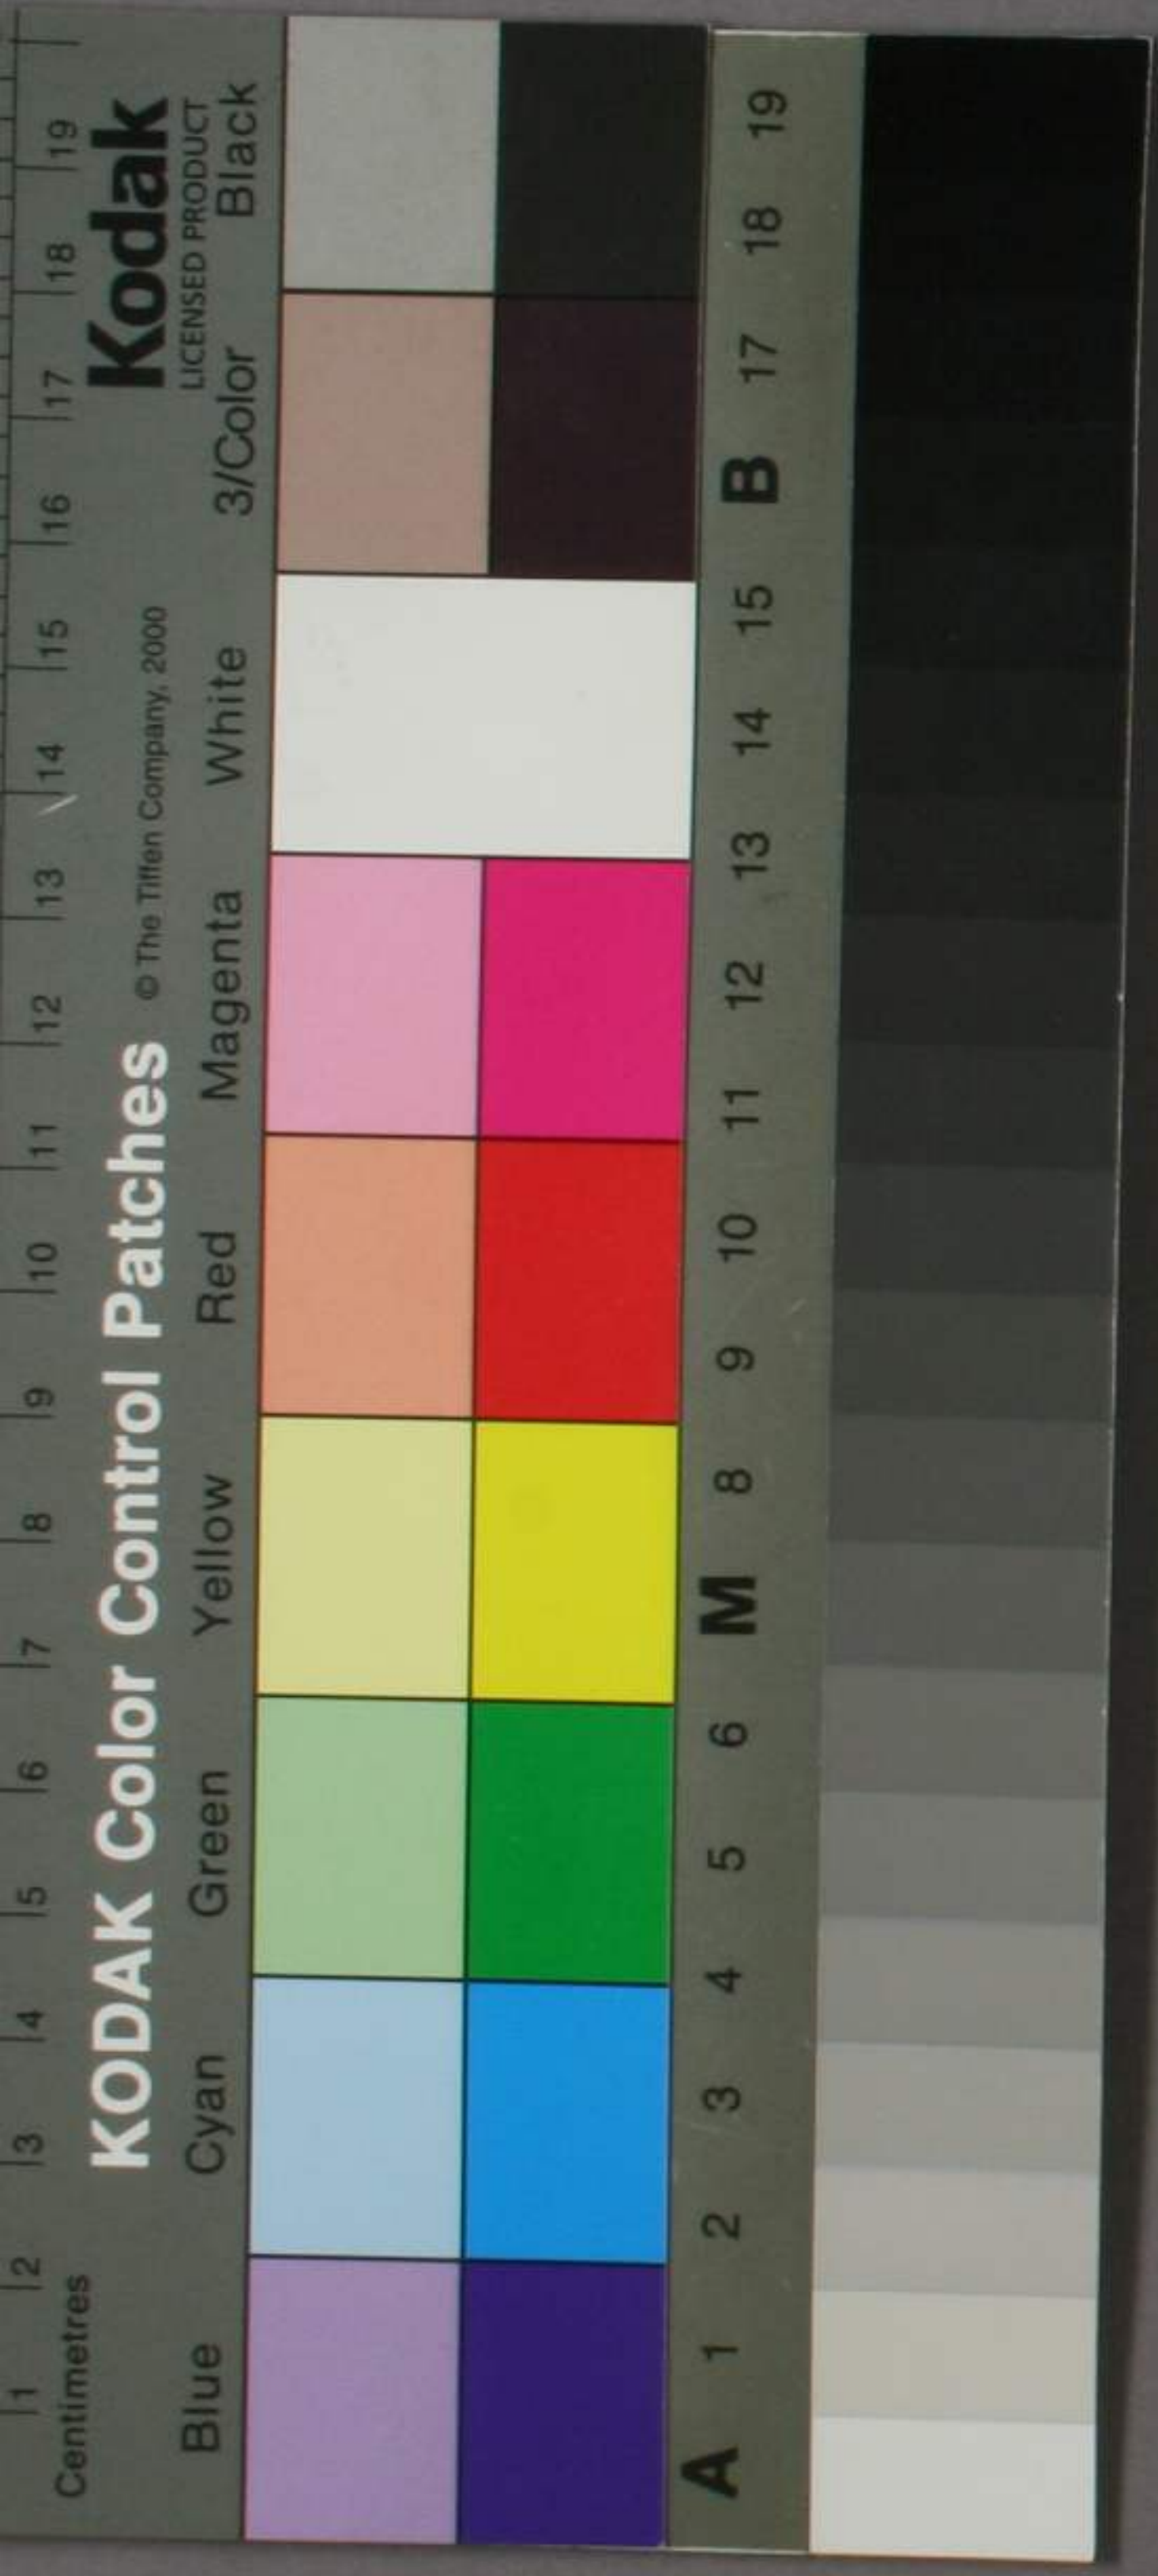 1 2 3 4 5 6 7 8 9 10 11 12 13 14 15 16 17 18 19
Centimetres
KODAK Color Control Patches © The Tiffen Company, 2000 Kodak
LICENSED PRODUCT
Blue Cyan Green Yellow Red Magenta White 3/Color Black
A 1 2 3 4 5 6 M 8 9 10 11 12 13 14 15 B 17 18 19